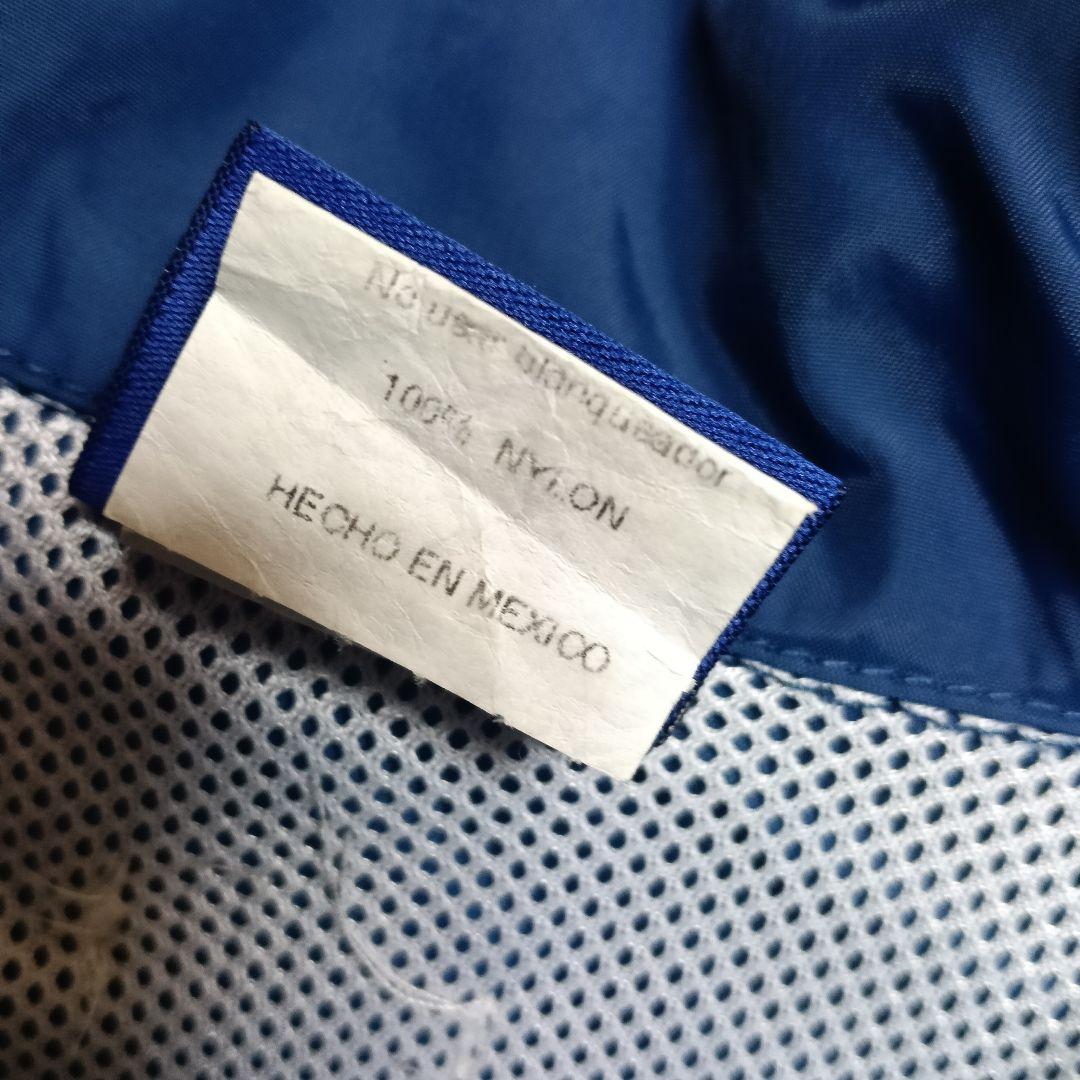 No usar blanqueador
100% NYLON
HECHO EN MEXICO